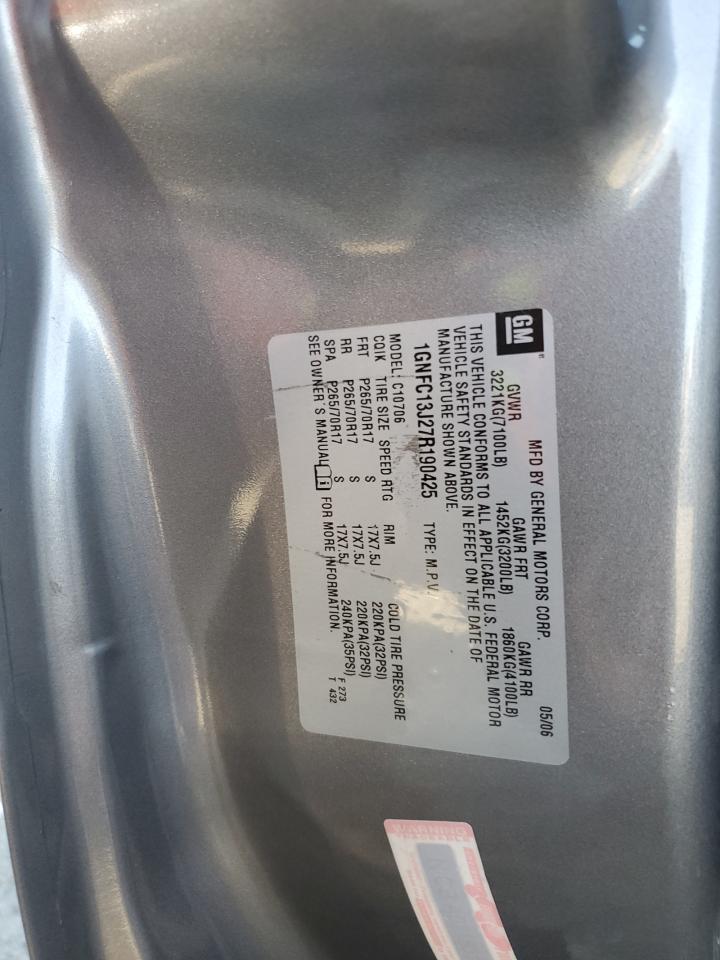 GM
MFD BY GENERAL MOTORS CORP. 05/06
GVWR GAWR FRT GAWR RR
3221KG(7100LB) 1452KG(3200LB) 1860KG(4100LB)
THIS VEHICLE CONFORMS TO ALL APPLICABLE U.S. FEDERAL MOTOR
VEHICLE SAFETY STANDARDS IN EFFECT ON THE DATE OF
MANUFACTURE SHOWN ABOVE.
1GNFC13J27R190425 TYPE: M.P.V.
MODEL: C10706
CQIK TIRE SIZE SPEED RTG RIM COLD TIRE PRESSURE
FRT P265/70R17 S 17X7.5J 220KPA(32PSI)
RR P265/70R17 S 17X7.5J 220KPA(32PSI)
SPA P265/70R17 S 17X7.5J 240KPA(35PSI)
SEE OWNER'S MANUAL FOR MORE INFORMATION.
F 273
T 432
WARNING